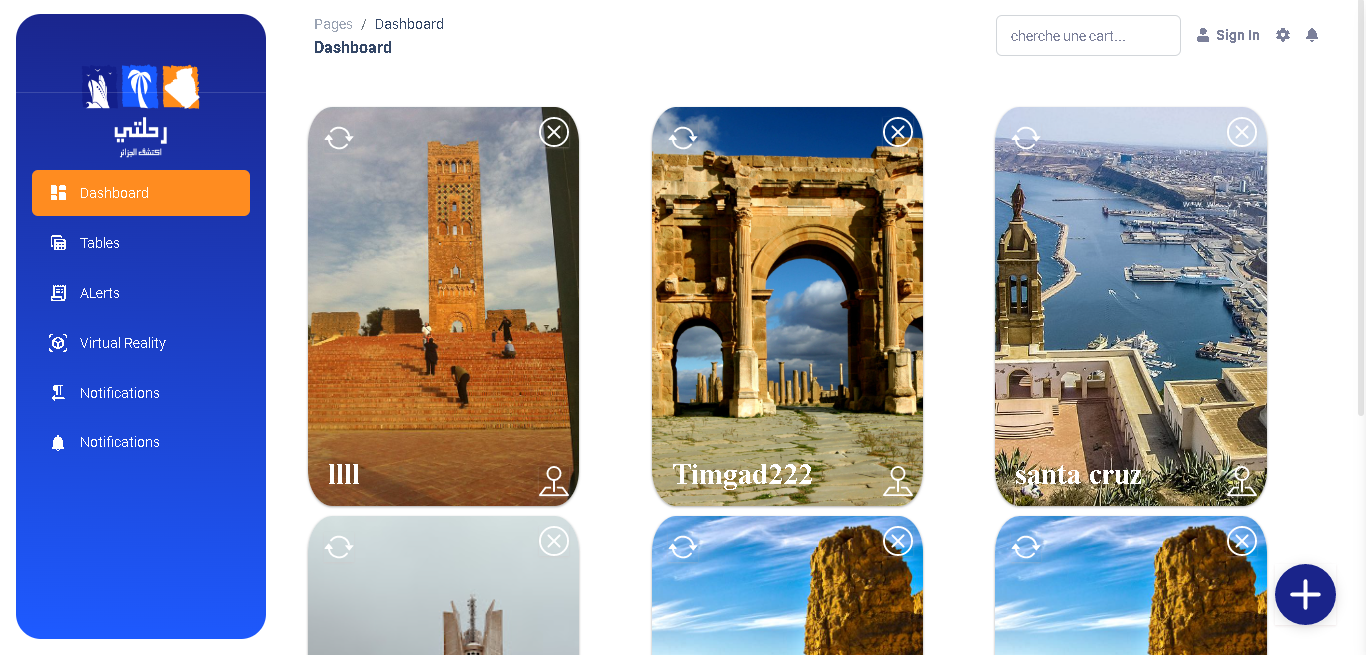 Pages / Dashboard
Dashboard
cherche une cart...
Sign In
رحلتي
اكتشف الجزائر
Dashboard
Tables
ALerts
Virtual Reality
Notifications
Notifications
llll
Timgad222
santa cruz